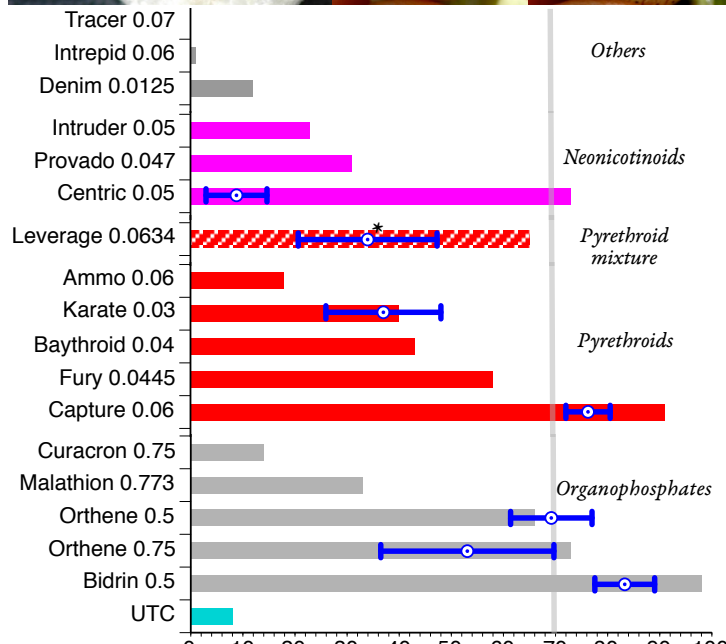 Tracer 0.07
Intrepid 0.06
Others
Denim 0.0125
Intruder 0.05
Provado 0.047
Neonicotinoids
Centric 0.05
*
Leverage 0.0634
Pyrethroid
mixture
Ammo 0.06
Karate 0.03
Baythroid 0.04
Pyrethroids
Fury 0.0445
Capture 0.06
Curacron 0.75
Malathion 0.773
Organophosphates
Orthene 0.5
Orthene 0.75
Bidrin 0.5
UTC